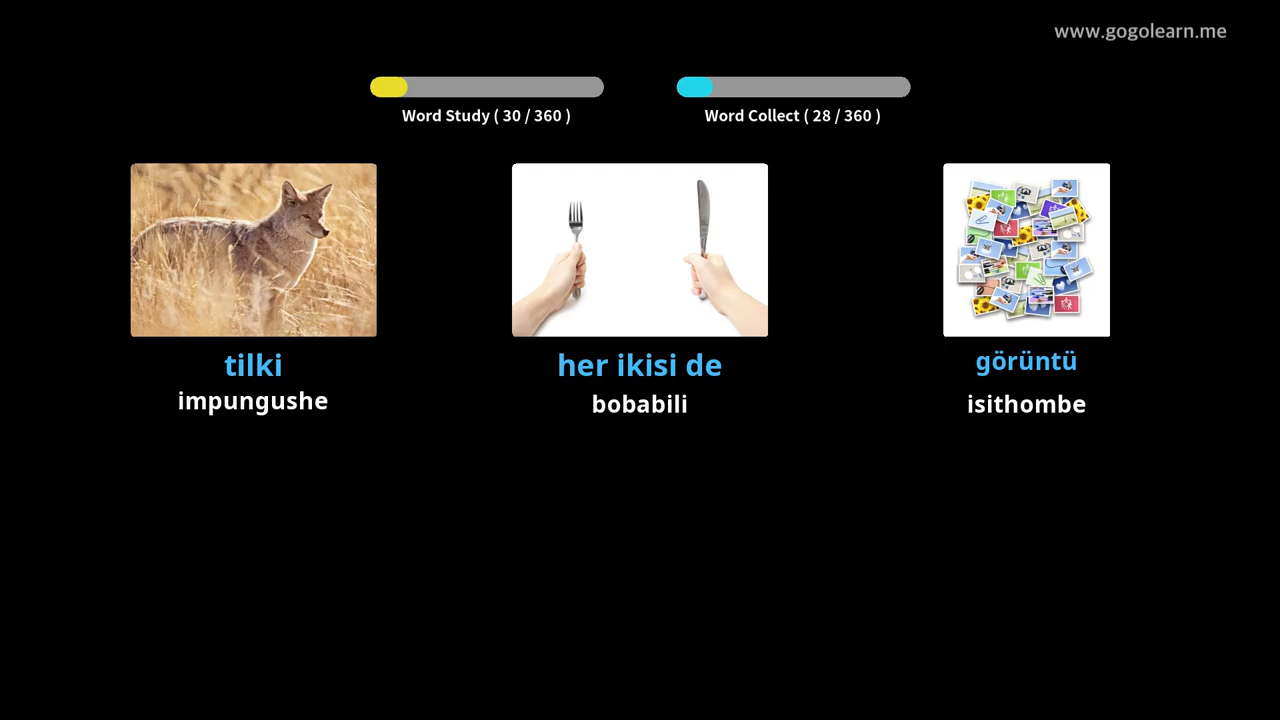 www.gogolearn.me
Word Study ( 30 / 360 )
Word Collect ( 28 / 360 )
tilki
impungushe
her ikisi de
bobabili
görüntü
isithombe